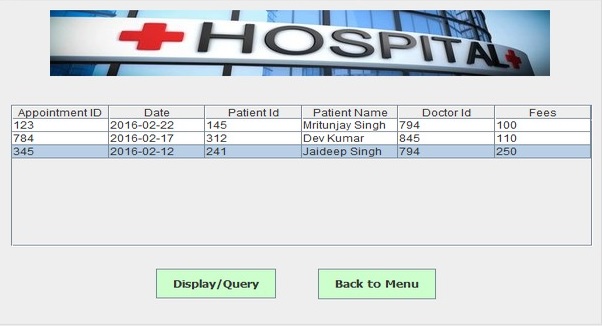 HOSPITAL
Appointment ID Date Patient Id Patient Name Doctor Id Fees
123 2016-02-22 145 Mritunjay Singh 794 100
784 2016-02-17 312 Dev Kumar 845 110
345 2016-02-12 241 Jaideep Singh 794 250
Display/Query Back to Menu